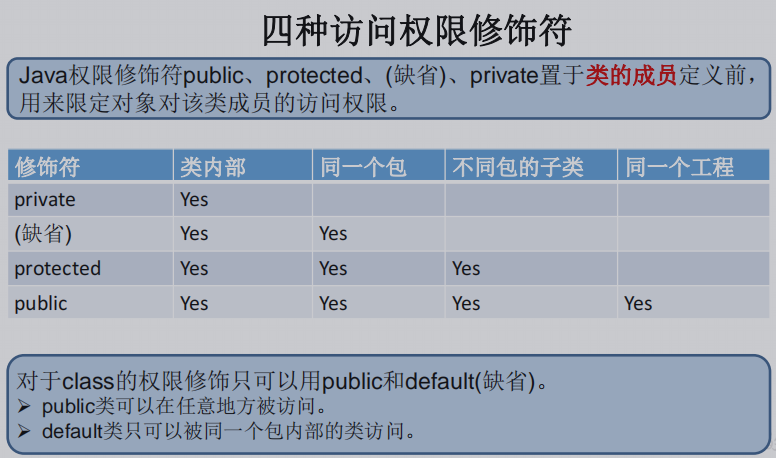 四种访问权限修饰符
Java权限修饰符public、protected、(缺省)、private置于类的成员定义前，
用来限定对象对该类成员的访问权限。
修饰符 类内部 同一个包 不同包的子类 同一个工程
private Yes
(缺省) Yes Yes
protected Yes Yes Yes
public Yes Yes Yes Yes
对于class的权限修饰只可以用public和default(缺省)。
➢ public类可以在任意地方被访问。
➢ default类只可以被同一个包内部的类访问。